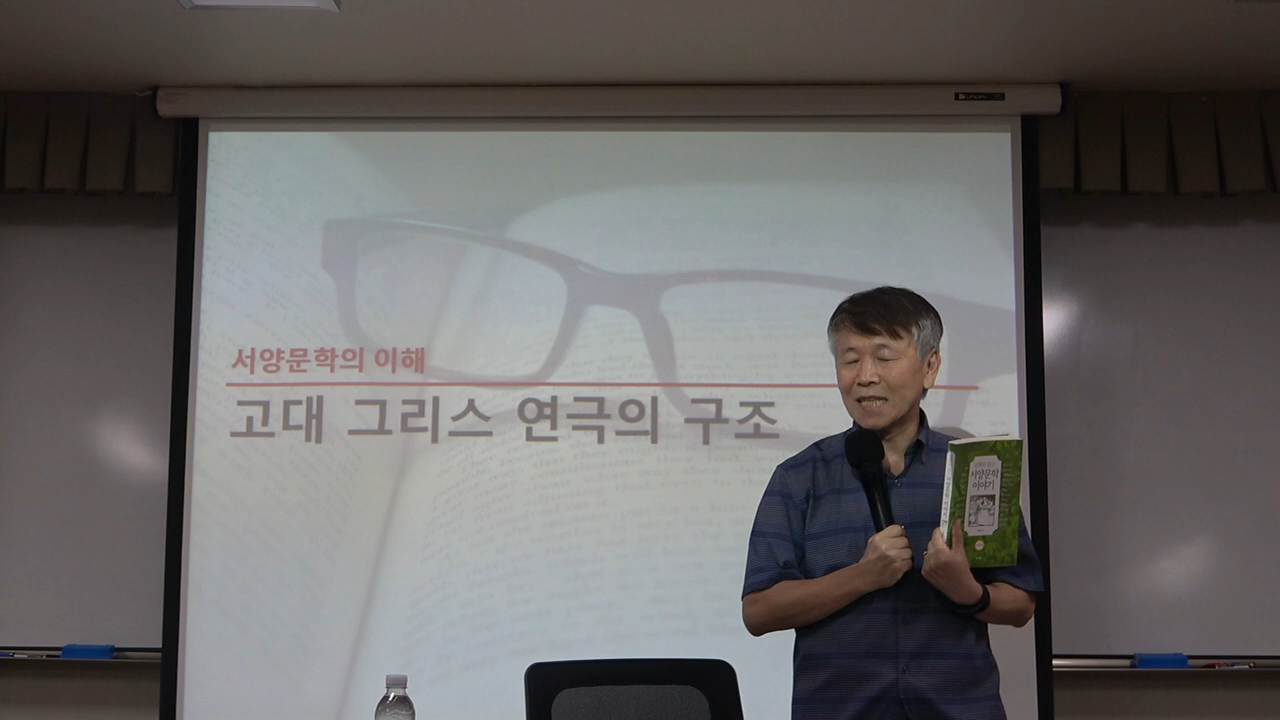 서양문학의 이해
고대 그리스 연극의 구조
서양문학
이야기